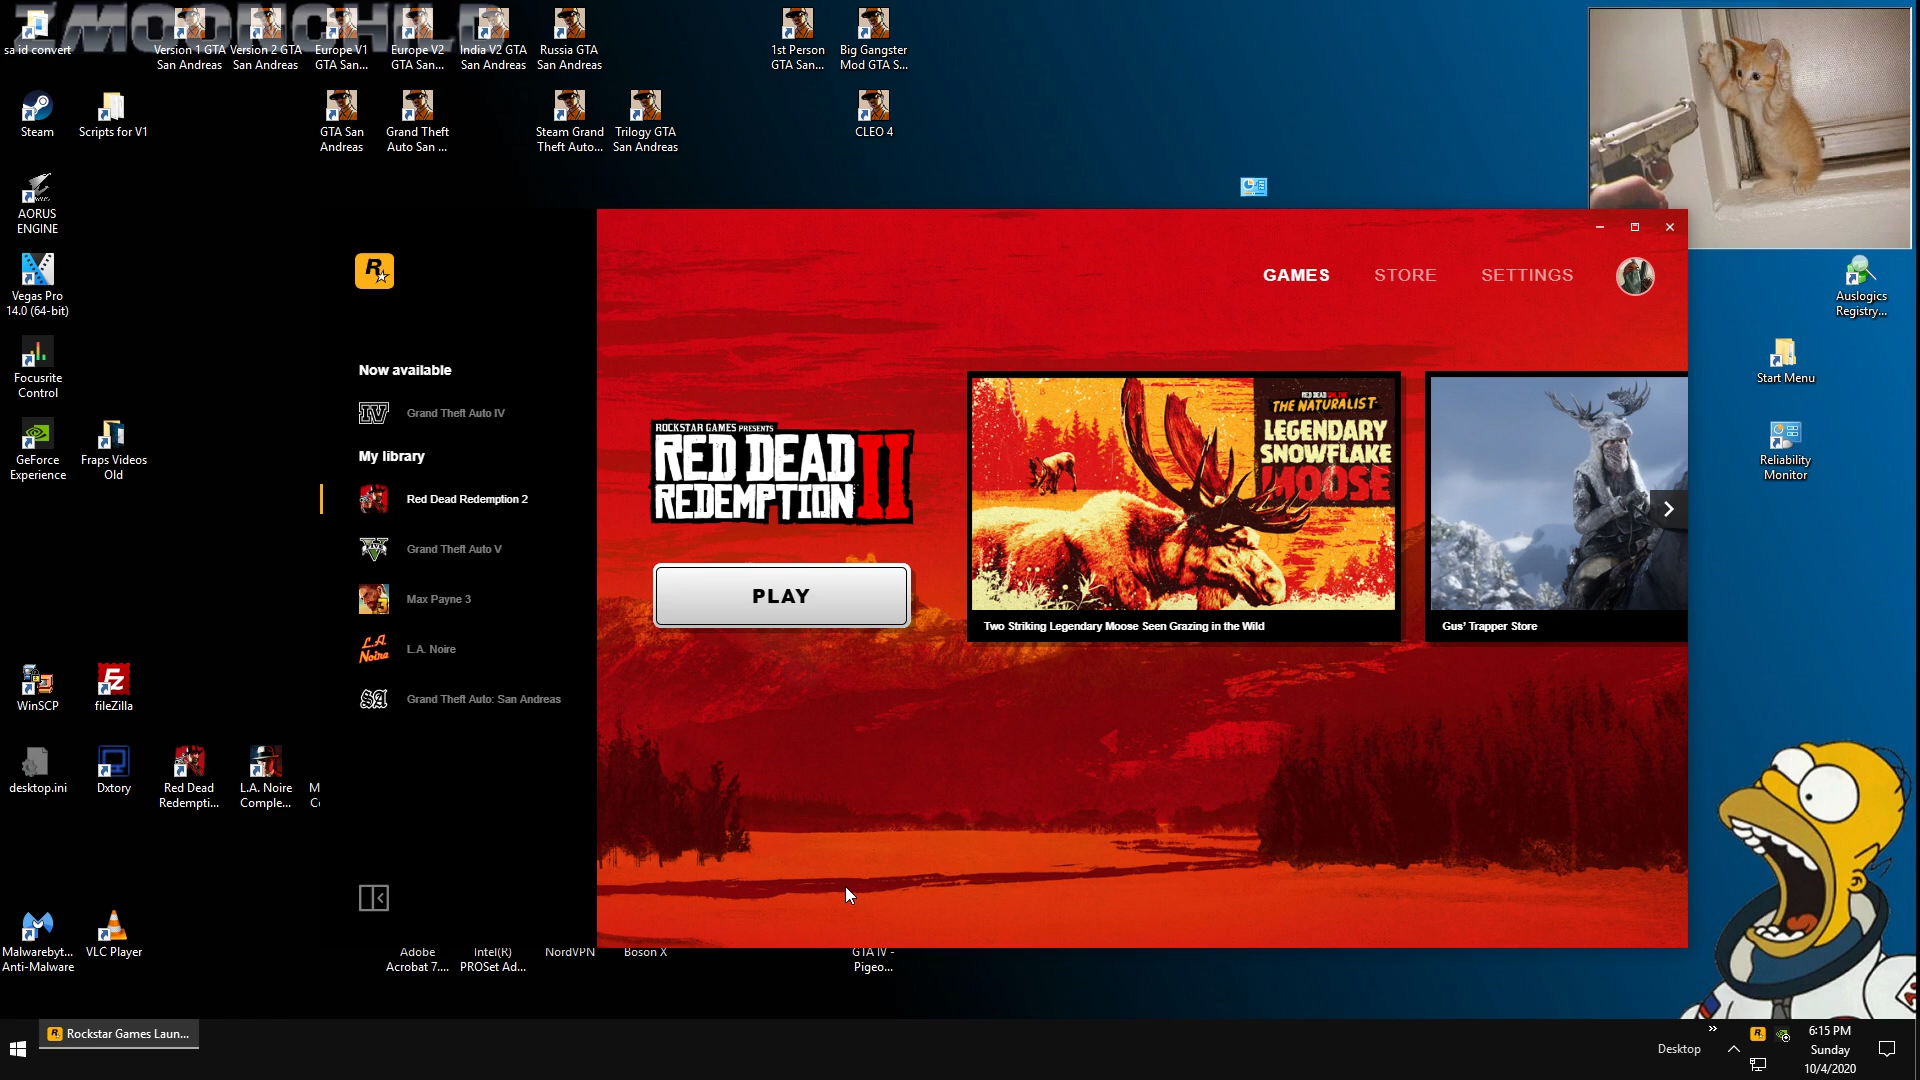 ZMOONCHILD
sa id convert
Version 1 GTA
San Andreas
Version 2 GTA
San Andreas
Europe V1
GTA San...
Europe V2
GTA San...
India V2 GTA
San Andreas
Russia GTA
San Andreas
1st Person
GTA San...
Big Gangster
Mod GTA S...
Steam
Scripts for V1
GTA San
Andreas
Grand Theft
Auto San ...
Steam Grand
Theft Auto...
Trilogy GTA
San Andreas
CLEO 4
AORUS
ENGINE
Vegas Pro
14.0 (64-bit)
Focusrite
Control
GeForce
Experience
Fraps Videos
Old
WinSCP
fileZilla
desktop.ini
Dxtory
Red Dead
Redempti...
L.A. Noire
Comple...
Malwarebyt...
Anti-Malware
VLC Player
Adobe
Acrobat 7....
Intel(R)
PROSet Ad...
NordVPN
Boson X
GTA IV -
Pigeo...
Auslogics
Registry...
Start Menu
Reliability
Monitor
R
GAMES
STORE
SETTINGS
Now available
IV
Grand Theft Auto IV
My library
Red Dead Redemption 2
V
Grand Theft Auto V
3
Max Payne 3
L.A.
Noire
L.A. Noire
SA
Grand Theft Auto: San Andreas
ROCKSTAR GAMES PRESENTS
RED DEAD
REDEMPTION II
PLAY
RED DEAD ONLINE
THE NATURALIST
LEGENDARY
SNOWFLAKE
MOOSE
Two Striking Legendary Moose Seen Grazing in the Wild
Gus' Trapper Store
Rockstar Games Laun...
Desktop
6:15 PM
Sunday
10/4/2020